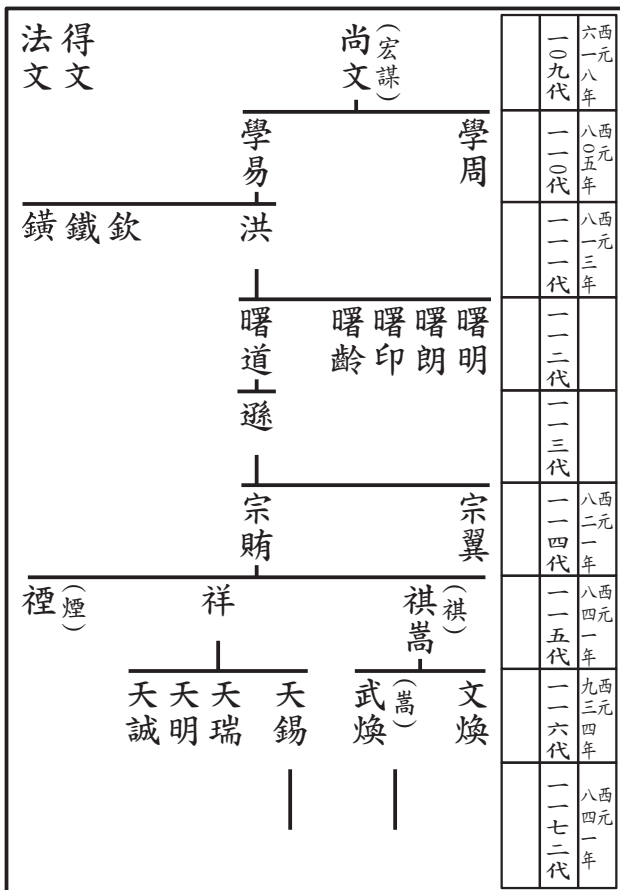 西元六一八年
一〇九代
尚文(宏謀)
得文
法文
西元八〇五年
一一〇代
學周
學易
西元八一三年
一一一代
洪
欽
鐵
鐄
一一二代
曙明
曙朗
曙印
曙齡
曙道
一一三代
遜
西元八二一年
一一四代
宗翼
宗賄
西元八四一年
一一五代
祺嵩(祺)
祥
禋(煙)
西元九三四年
一一六代
文煥
武煥(嵩)
天錫
天瑞
天明
天誠
西元八四一年
一一七二代